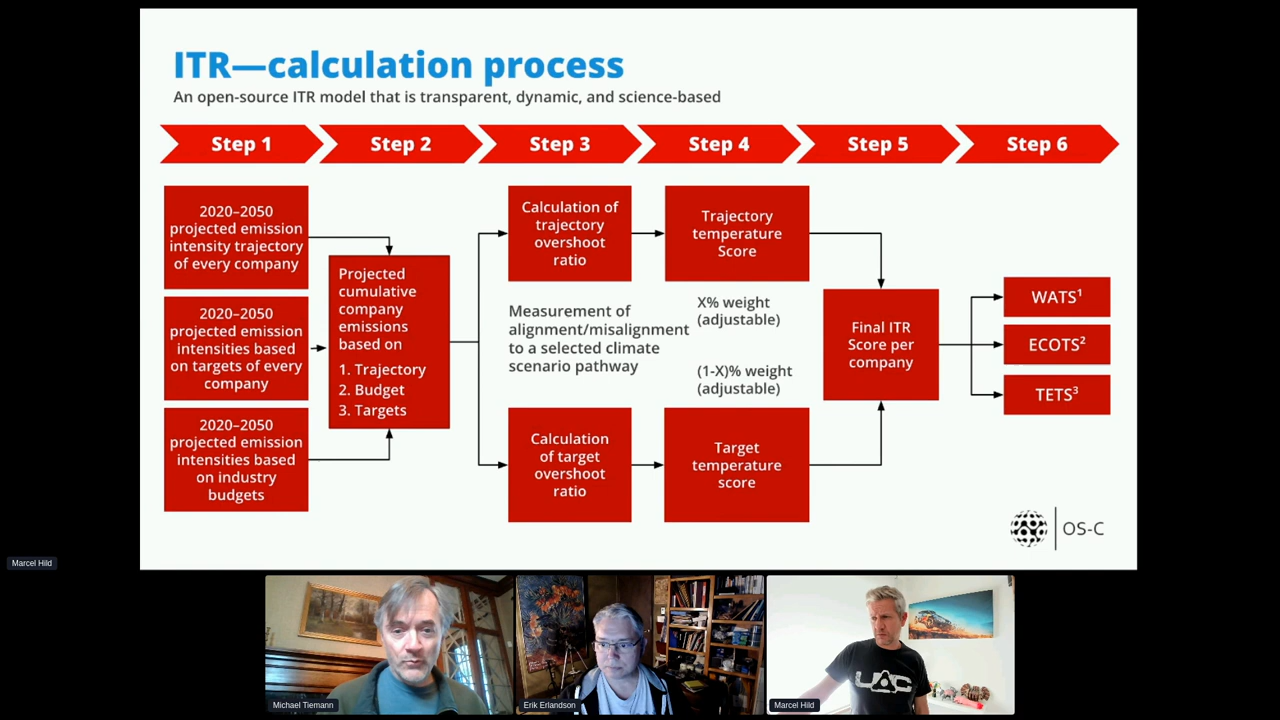 ITR—calculation process
An open-source ITR model that is transparent, dynamic, and science-based
Step 1
Step 2
Step 3
Step 4
Step 5
Step 6
2020–2050
projected emission
intensity trajectory
of every company
2020–2050
projected emission
intensities based
on targets of every
company
2020–2050
projected emission
intensities based
on industry
budgets
Projected
cumulative
company
emissions
based on
1. Trajectory
2. Budget
3. Targets
Calculation of
trajectory
overshoot
ratio
Measurement of
alignment/misalignment
to a selected climate
scenario pathway
Calculation
of target
overshoot
ratio
Trajectory
temperature
Score
X% weight
(adjustable)
(1-X)% weight
(adjustable)
Target
temperature
score
Final ITR
Score per
company
WATS¹
ECOTS²
TETS³
OS-C
Marcel Hild
Michael Tiemann
Erik Erlandson
Marcel Hild
UAC